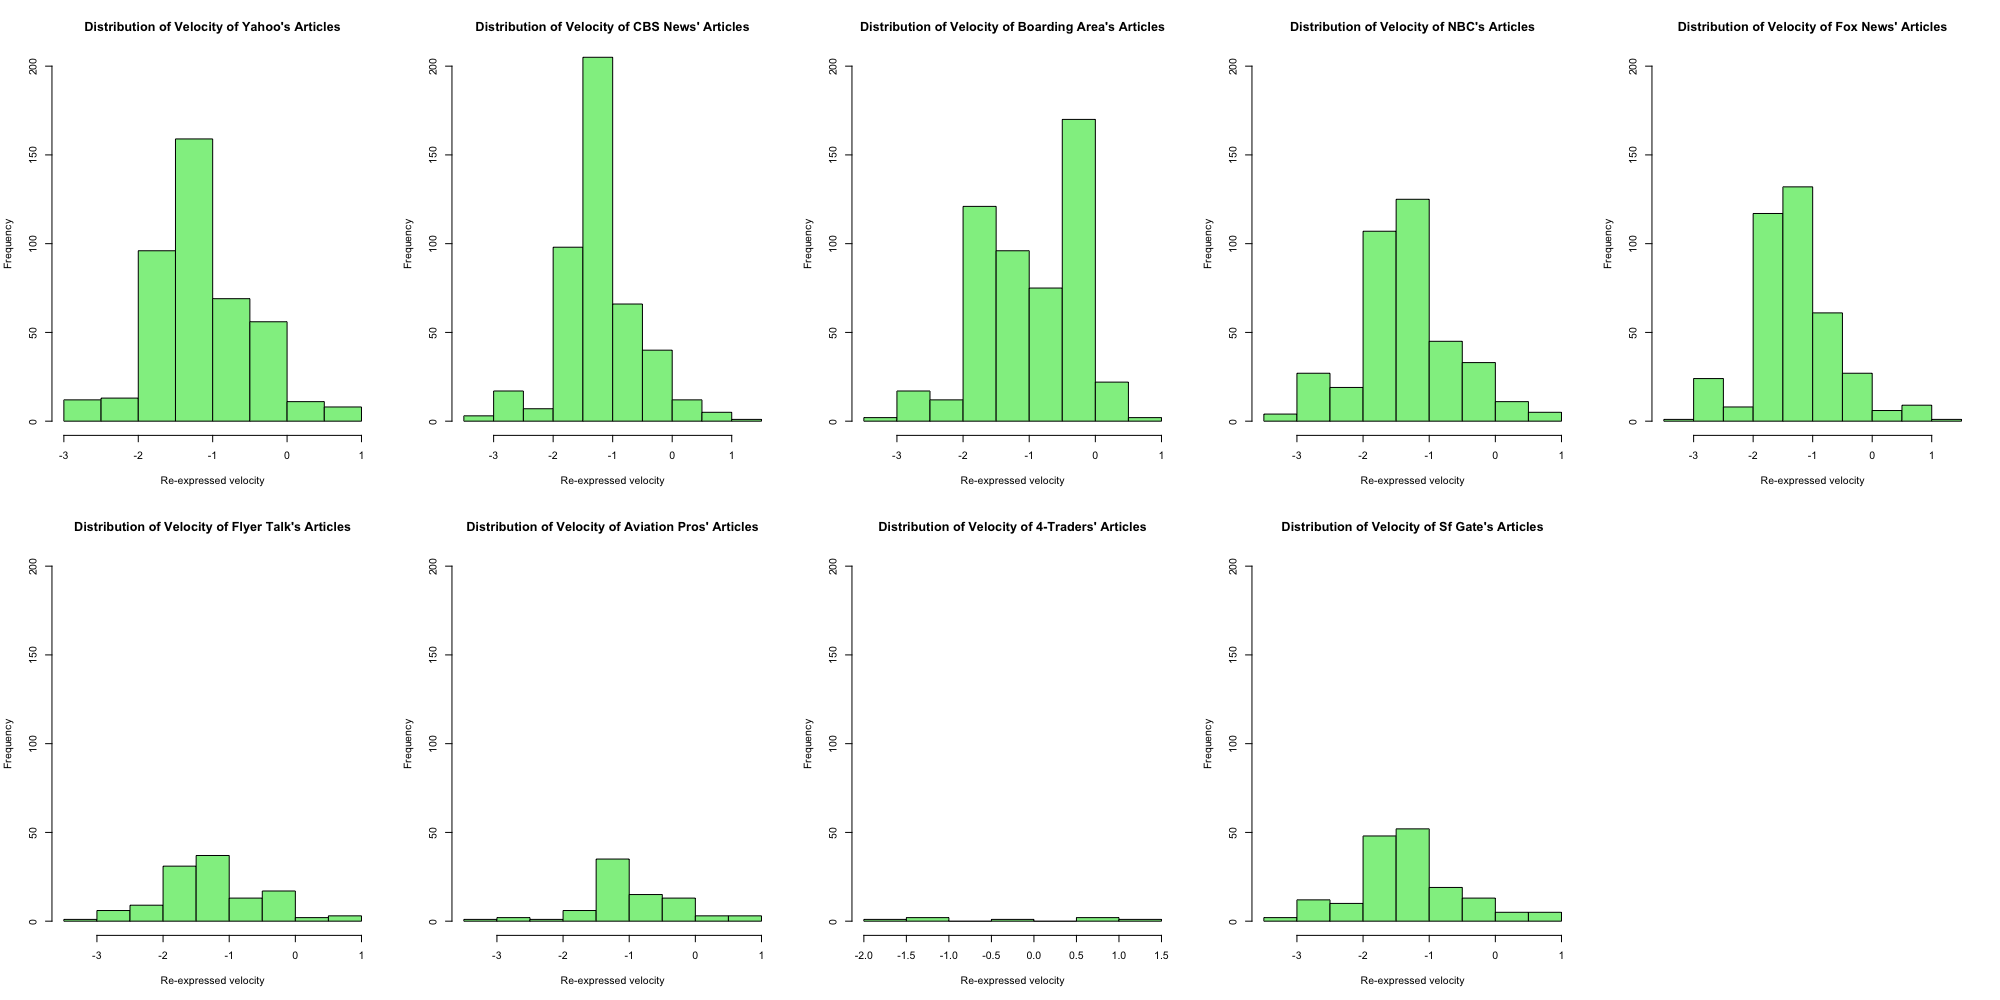 Distribution of Velocity of Yahoo's Articles
Frequency
0 50 100 150 200
-3 -2 -1 0 1
Re-expressed velocity
Distribution of Velocity of CBS News' Articles
Frequency
0 50 100 150 200
-3 -2 -1 0 1
Re-expressed velocity
Distribution of Velocity of Boarding Area's Articles
Frequency
0 50 100 150 200
-3 -2 -1 0 1
Re-expressed velocity
Distribution of Velocity of NBC's Articles
Frequency
0 50 100 150 200
-3 -2 -1 0 1
Re-expressed velocity
Distribution of Velocity of Fox News' Articles
Frequency
0 50 100 150 200
-3 -2 -1 0 1
Re-expressed velocity
Distribution of Velocity of Flyer Talk's Articles
Frequency
0 50 100 150 200
-3 -2 -1 0 1
Re-expressed velocity
Distribution of Velocity of Aviation Pros' Articles
Frequency
0 50 100 150 200
-3 -2 -1 0 1
Re-expressed velocity
Distribution of Velocity of 4-Traders' Articles
Frequency
0 50 100 150 200
-2.0 -1.5 -1.0 -0.5 0.0 0.5 1.0 1.5
Re-expressed velocity
Distribution of Velocity of Sf Gate's Articles
Frequency
0 50 100 150 200
-3 -2 -1 0 1
Re-expressed velocity